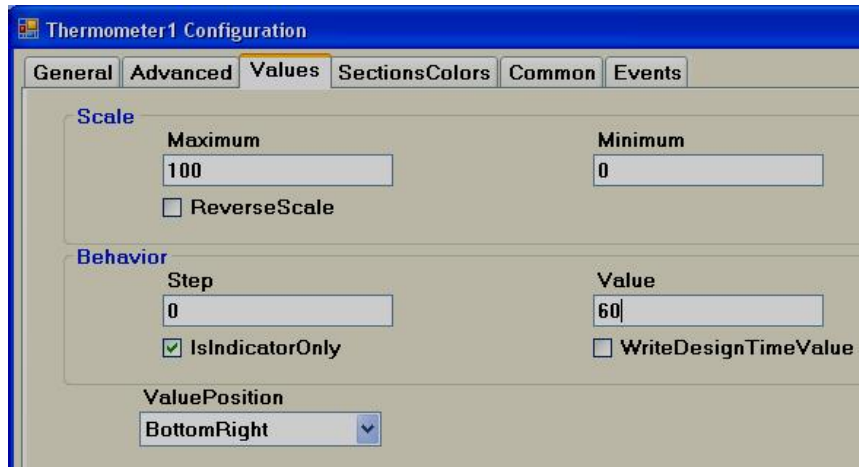 Thermometer1 Configuration
General Advanced Values SectionsColors Common Events
Scale
Maximum Minimum
100 0
ReverseScale
Behavior
Step Value
0 60
IsIndicatorOnly WriteDesignTimeValue
ValuePosition
BottomRight